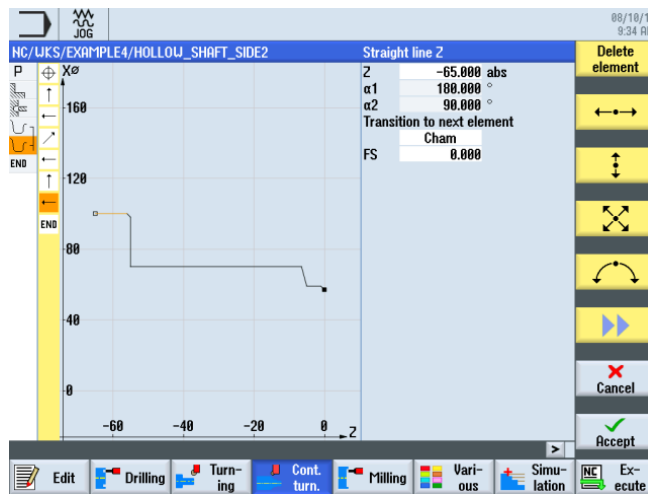 JOG
08/10/1
9:34 A
NC/WKS/EXAMPLE4/HOLLOW_SHAFT_SIDE2
Straight line Z
Delete
element
P
END
END
XØ
160
120
80
40
0
-60
-40
-20
0
Z
Z -65.000 abs
α1 180.000 °
α2 90.000 °
Transition to next element
Cham
FS 0.000
Cancel
Accept
>
Edit
Drilling
Turn-
ing
Cont.
turn.
Milling
Vari-
ous
Simu-
lation
NC
Ex-
ecute